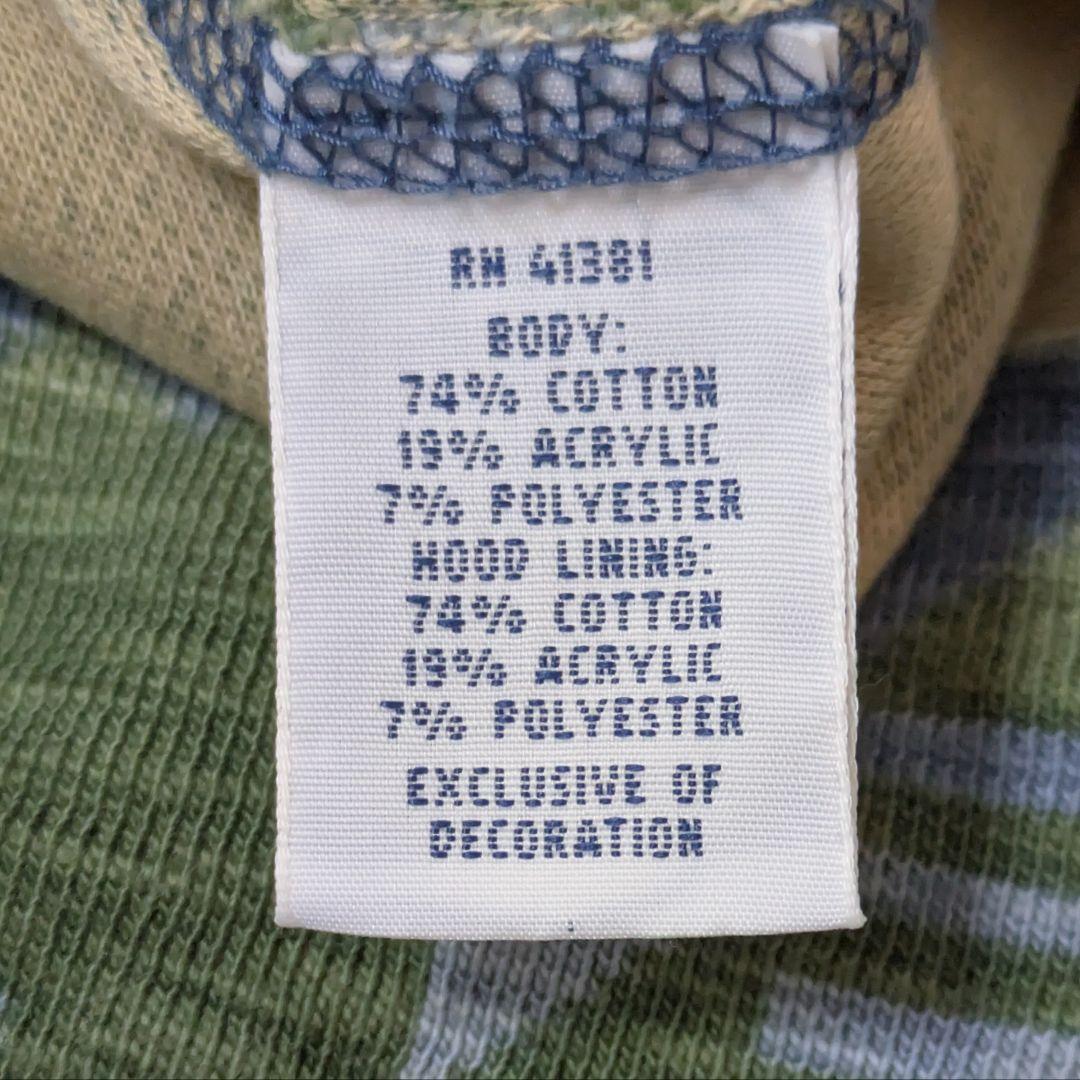 RN 41381
BODY:
74% COTTON
19% ACRYLIC
7% POLYESTER
HOOD LINING:
74% COTTON
19% ACRYLIC
7% POLYESTER
EXCLUSIVE OF
DECORATION